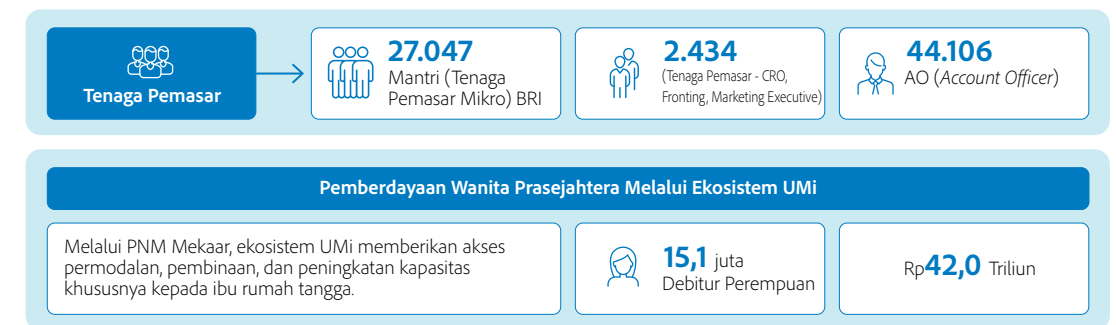 Tenaga Pemasar
27.047
Mantri (Tenaga
Pemasar Mikro) BRI
2.434
(Tenaga Pemasar - CRO,
Fronting, Marketing Executive)
44.106
AO (Account Officer)
Pemberdayaan Wanita Prasejahtera Melalui Ekosistem UMi
Melalui PNM Mekaar, ekosistem UMi memberikan akses
permodalan, pembinaan, dan peningkatan kapasitas
khususnya kepada ibu rumah tangga.
15,1 juta
Debitur Perempuan
Rp42,0 Triliun